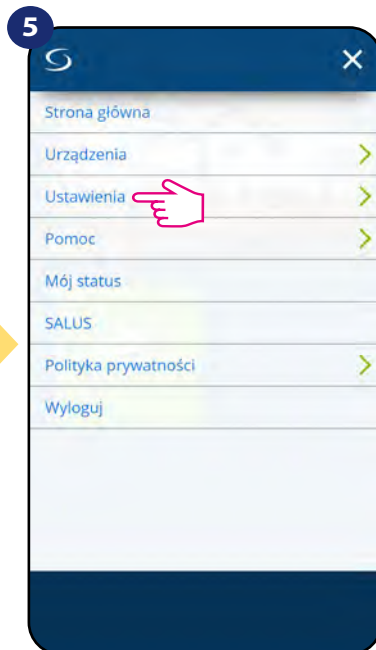 5
Strona główna
Urządzenia
Ustawienia
Pomoc
Mój status
SALUS
Polityka prywatności
Wyloguj